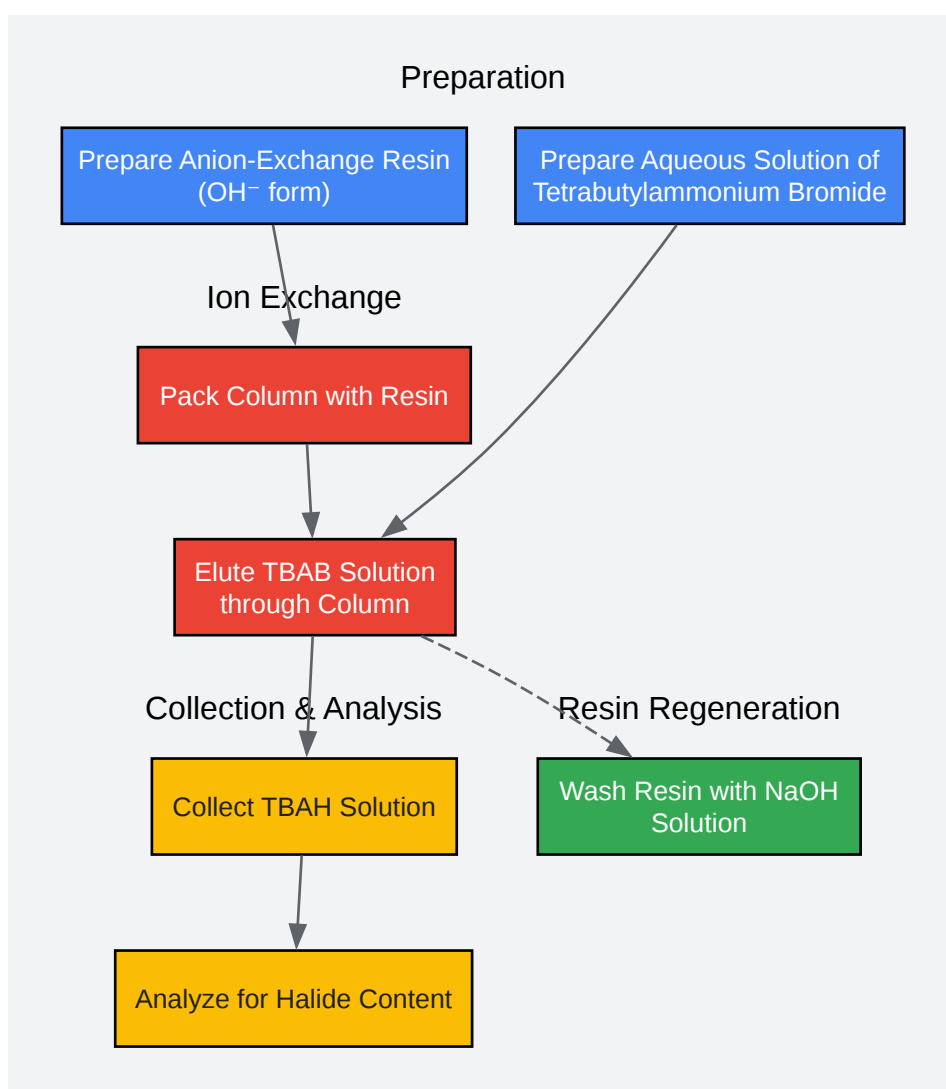 Preparation
Prepare Anion-Exchange Resin
(OH⁻ form)
Prepare Aqueous Solution of
Tetrabutylammonium Bromide
Ion Exchange
Pack Column with Resin
Elute TBAB Solution
through Column
Collection & Analysis
Collect TBAH Solution
Analyze for Halide Content
Resin Regeneration
Wash Resin with NaOH
Solution